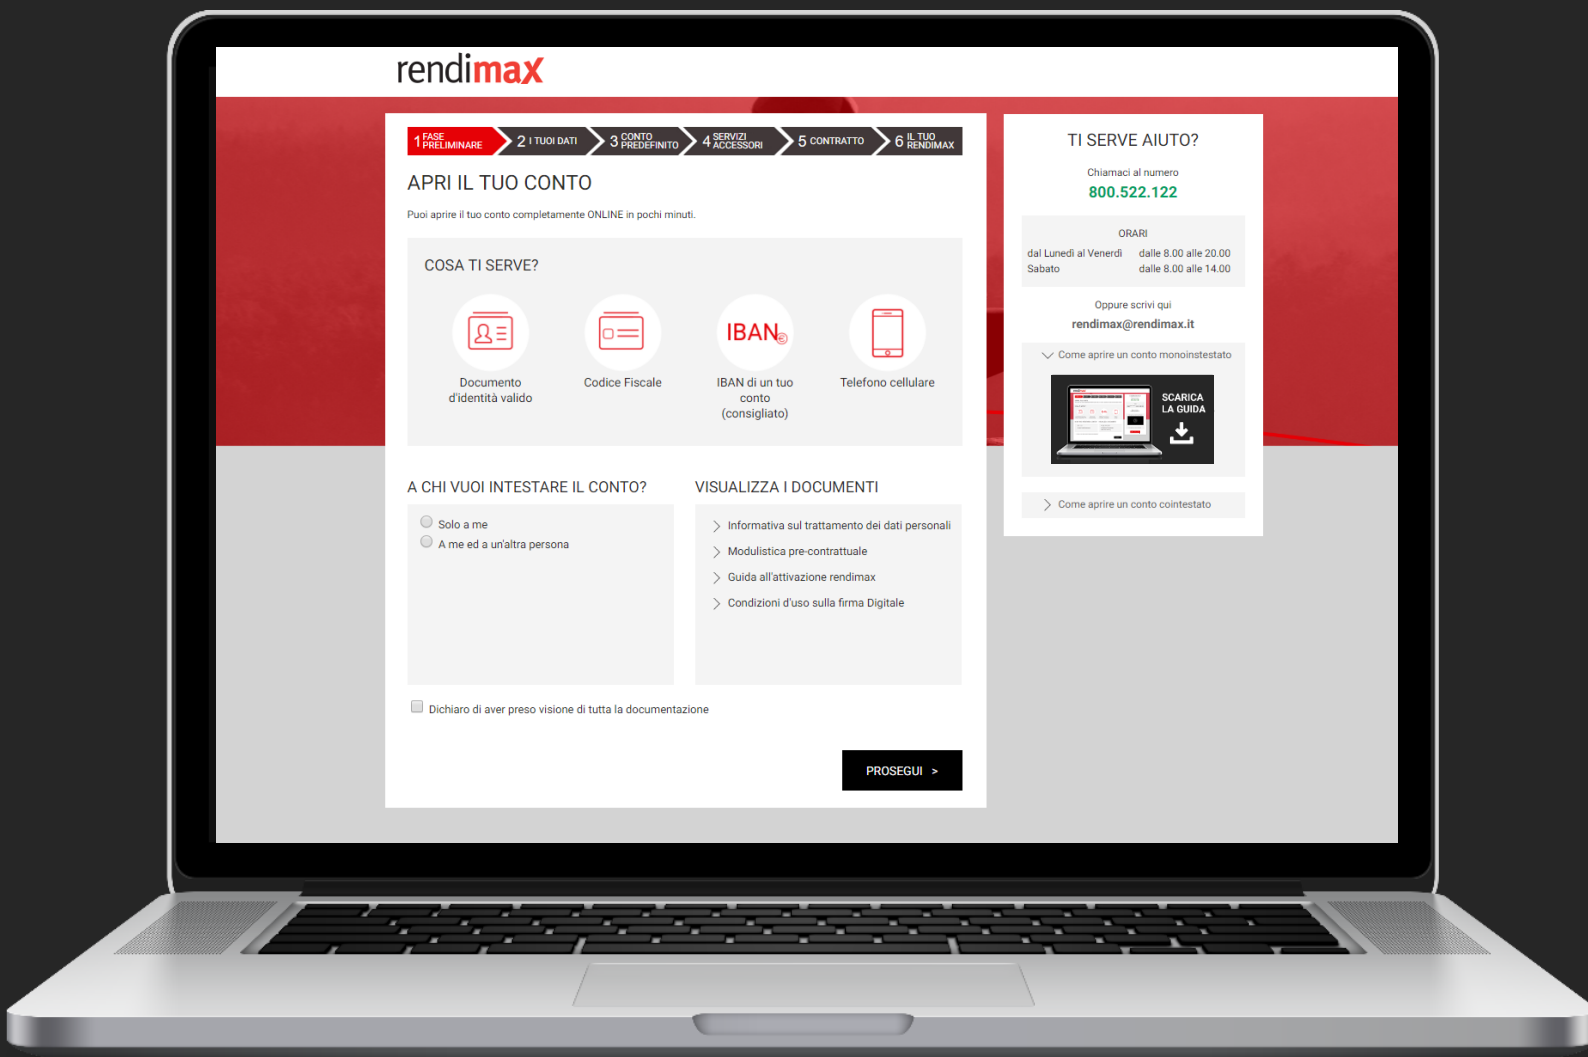 rendimax
1 FASE PRELIMINARE
2 I TUOI DATI
3 CONTO PREDEFINITO
4 SERVIZI ACCESSORI
5 CONTRATTO
6 IL TUO RENDIMAX
APRI IL TUO CONTO
Puoi aprire il tuo conto completamente ONLINE in pochi minuti.
COSA TI SERVE?
IBAN€
Documento
d'identità valido
Codice Fiscale
IBAN di un tuo
conto
(consigliato)
Telefono cellulare
A CHI VUOI INTESTARE IL CONTO?
Solo a me
A me ed a un'altra persona
VISUALIZZA I DOCUMENTI
Informativa sul trattamento dei dati personali
Modulistica pre-contrattuale
Guida all'attivazione rendimax
Condizioni d'uso sulla firma Digitale
Dichiaro di aver preso visione di tutta la documentazione
PROSEGUI >
TI SERVE AIUTO?
Chiamaci al numero
800.522.122
ORARI
dal Lunedì al Venerdì dalle 8.00 alle 20.00
Sabato dalle 8.00 alle 14.00
Oppure scrivi qui
rendimax@rendimax.it
Come aprire un conto monoinstestato
SCARICA
LA GUIDA
Come aprire un conto cointestato